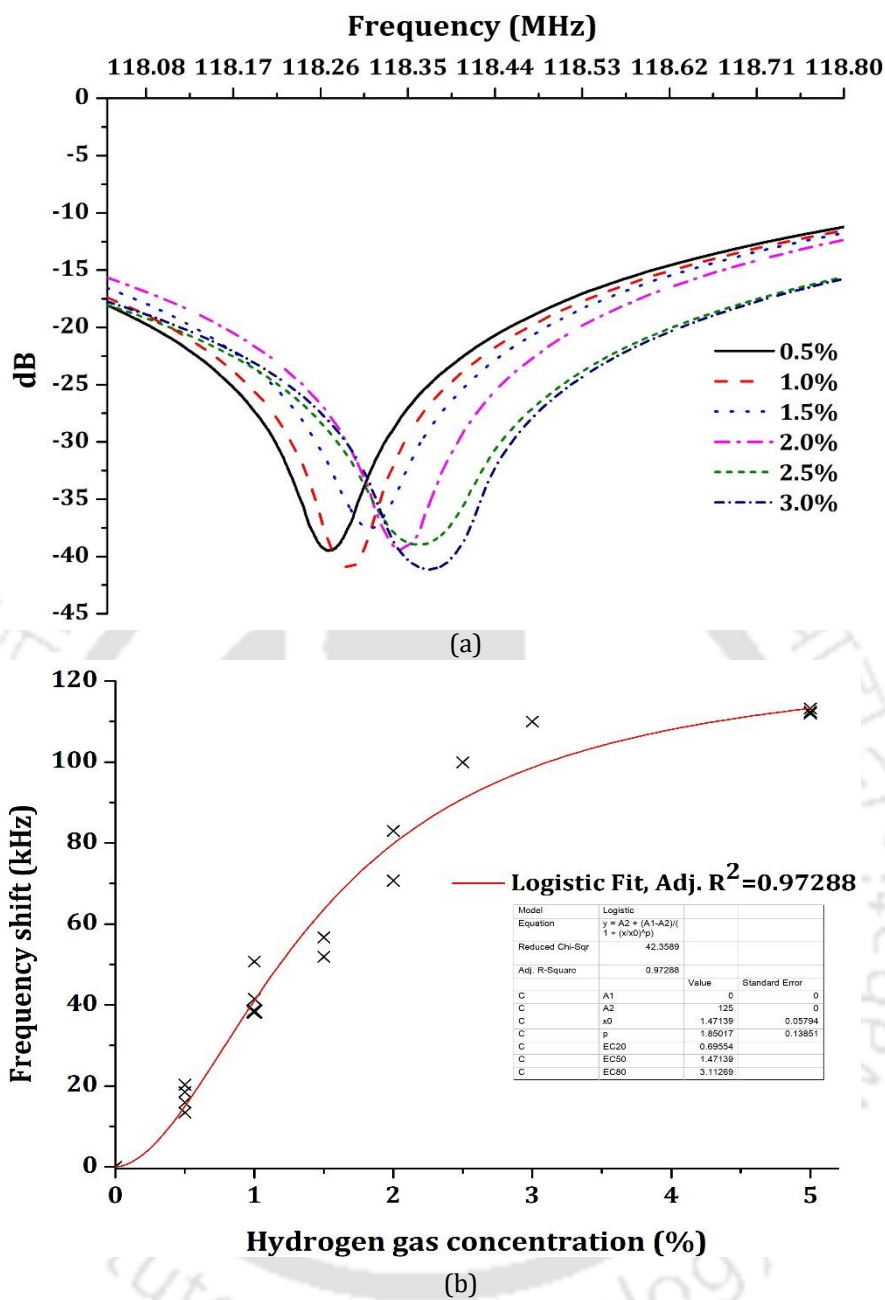 Frequency (MHz)
118.08 118.17 118.26 118.35 118.44 118.53 118.62 118.71 118.80
0
-5
-10
-15
-20
-25
-30
-35
-40
-45
dB
0.5%
1.0%
1.5%
2.0%
2.5%
3.0%
(a)
120
100
80
60
40
20
0
Frequency shift (kHz)
Logistic Fit, Adj. R²=0.97288
Model Logistic
Equation y = A2 + (A1-A2)/(
1 + (x/x0)^p)
Reduced Chi-Sqr 42.3589
Adj. R-Square 0.97288
Value Standard Error
C A1 0 0
C A2 125 0
C x0 1.47139 0.05794
C p 1.85017 0.13851
C EC20 0.69554
C EC50 1.47139
C EC80 3.11269
0 1 2 3 4 5
Hydrogen gas concentration (%)
(b)